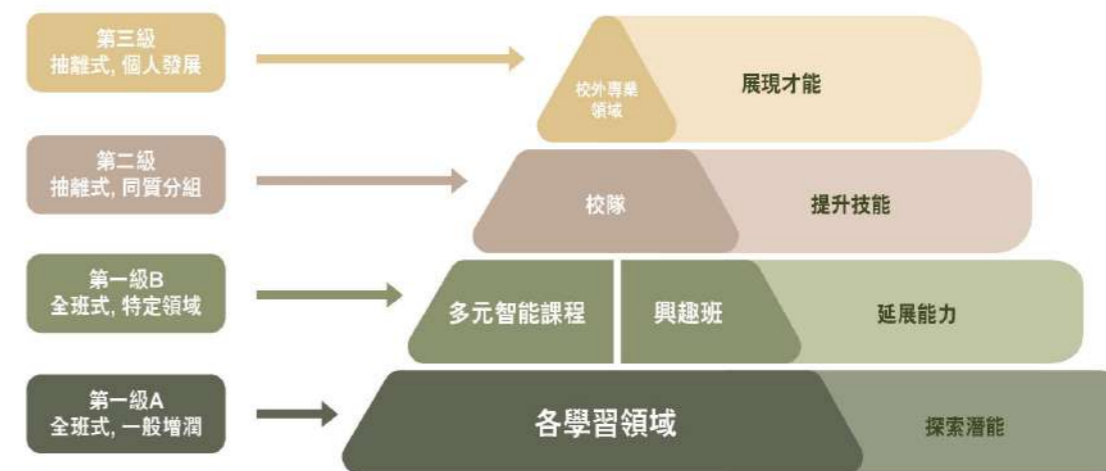 第三級
抽離式, 個人發展
校外專業
領域
展現才能
第二級
抽離式, 同質分組
校隊
提升技能
第一級B
全班式, 特定領域
多元智能課程
興趣班
延展能力
第一級A
全班式, 一般增潤
各學習領域
探索潛能